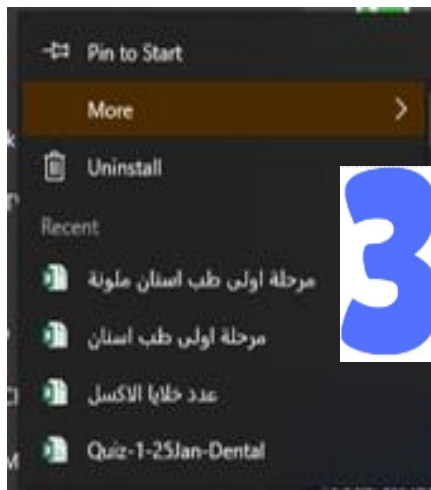 Pin to Start
More
Uninstall
Recent
مرحلة اولى طب اسنان ملونة
مرحلة اولى طب اسنان
عدد خلايا الاكسل
Quiz-1-25Jan-Dental
3